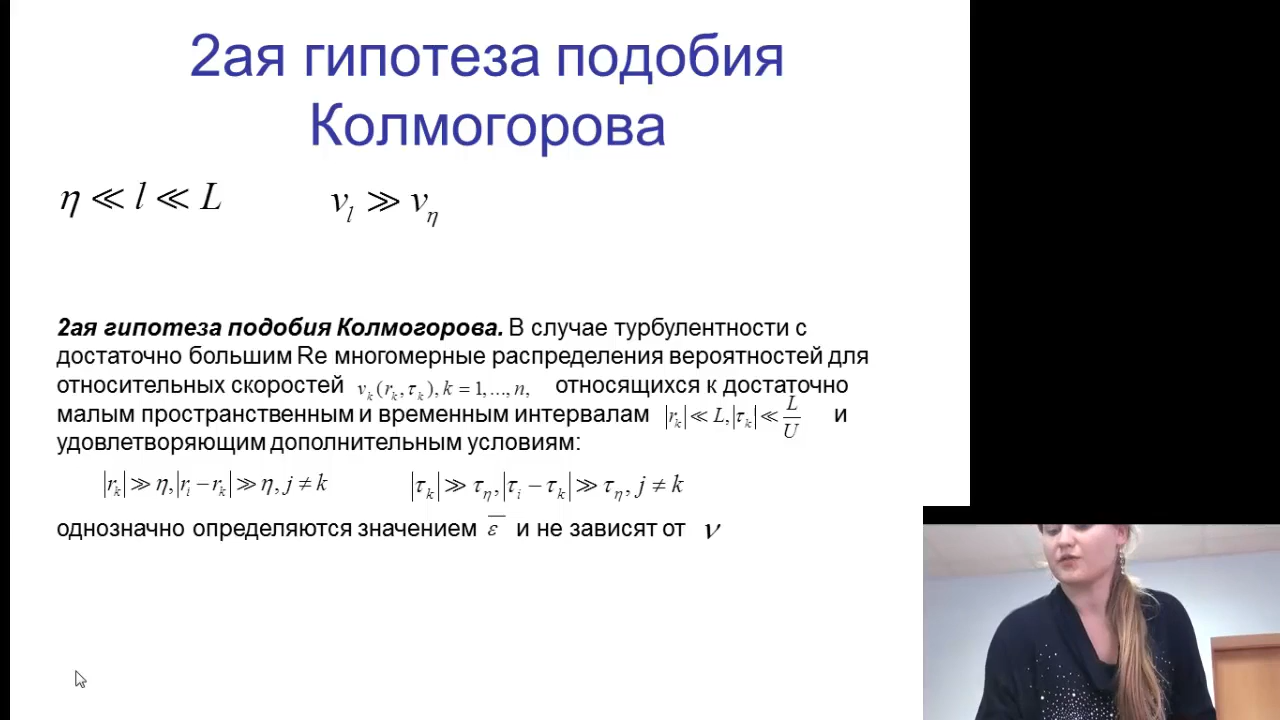 2ая гипотеза подобия
Колмогорова
η ≪ l ≪ L    v_l ≫ v_η
2ая гипотеза подобия Колмогорова. В случае турбулентности с
достаточно большим Re многомерные распределения вероятностей для
относительных скоростей v_k(r_k, τ_k), k = 1,..., n, относящихся к достаточно
малым пространственным и временным интервалам |r_k| ≪ L, |τ_k| ≪ L/U и
удовлетворяющим дополнительным условиям:
|r_k| ≫ η, |r_i − r_k| ≫ η, j ≠ k    |τ_k| ≫ τ_η, |τ_i − τ_k| ≫ τ_η, j ≠ k
однозначно определяются значением ε̅ и не зависят от ν